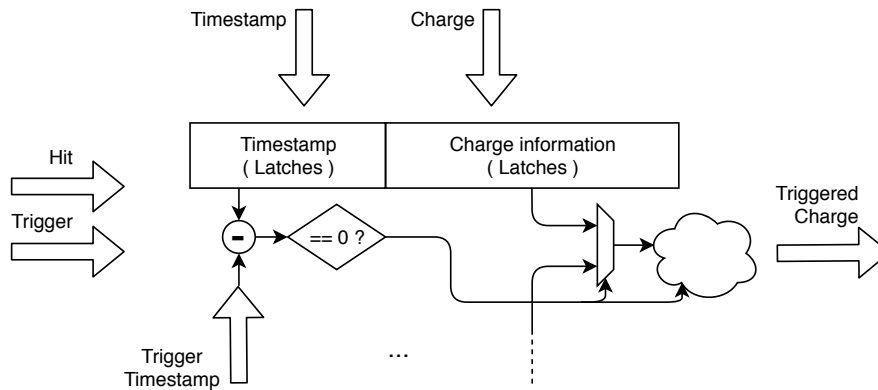 Timestamp
Charge
Timestamp
( Latches )
Charge information
( Latches )
Hit
Trigger
-
== 0 ?
Triggered
Charge
Trigger
Timestamp
...